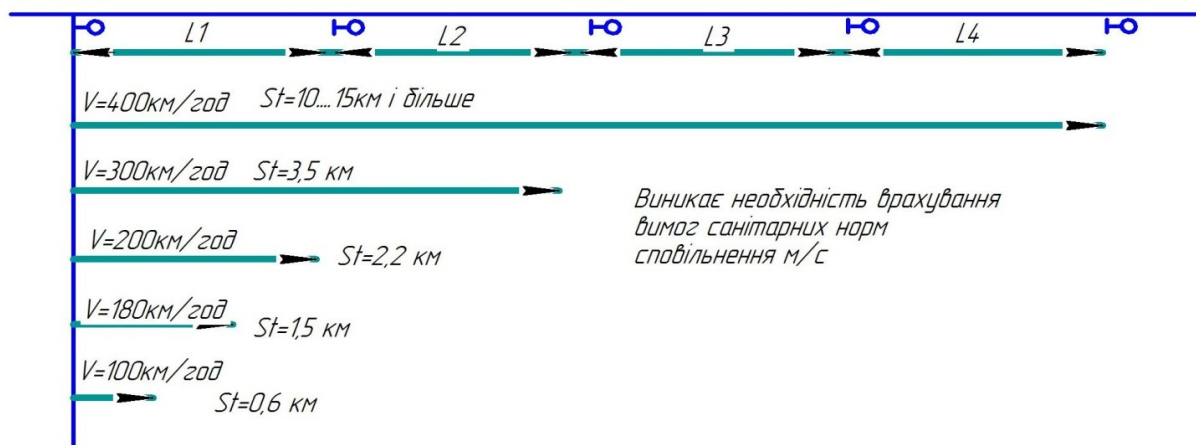 L1
L2
L3
L4
V=400км/год
St=10....15км і більше
V=300км/год
St=3,5 км
Виникає необхідність врахування
вимог санітарних норм
сповільнення м/с
V=200км/год
St=2,2 км
V=180км/год
St=1,5 км
V=100км/год
St=0,6 км